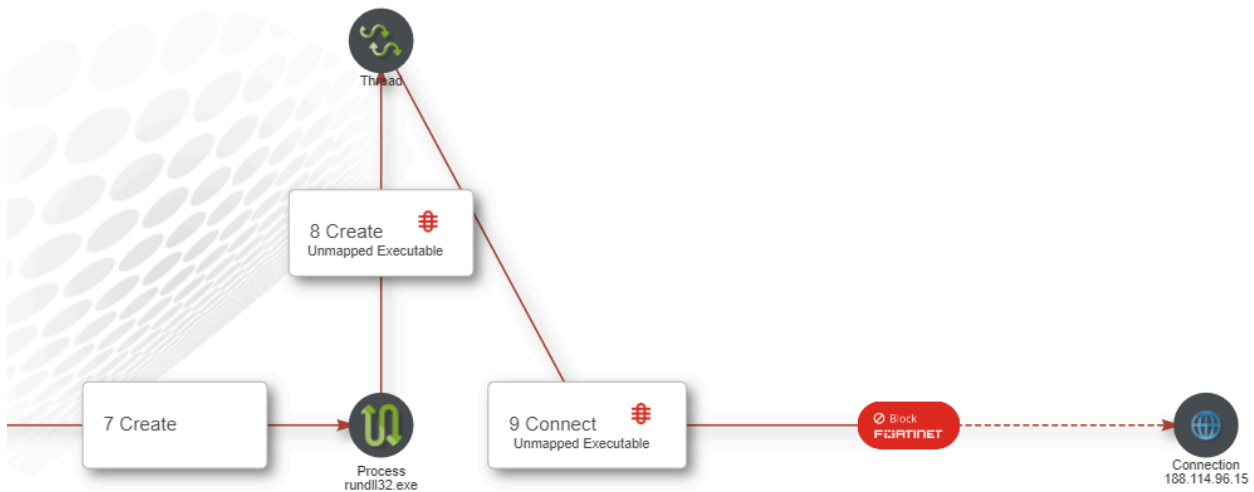 Thread
8 Create
Unmapped Executable
7 Create
9 Connect
Unmapped Executable
Block
FORTINET
Process
rundll32.exe
Connection
188.114.96.15